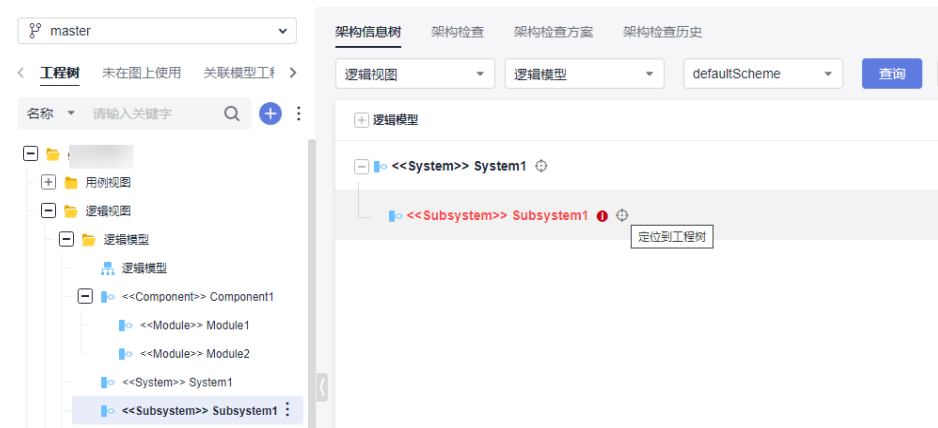 master
工程树 未在图上使用 关联模型工程
名称 请输入关键字
用例视图
逻辑视图
逻辑模型
逻辑模型
<<Component>> Component1
<<Module>> Module1
<<Module>> Module2
<<System>> System1
<<Subsystem>> Subsystem1
架构信息树 架构检查 架构检查方案 架构检查历史
逻辑视图 逻辑模型 defaultScheme 查询
逻辑模型
<<System>> System1
<<Subsystem>> Subsystem1
定位到工程树